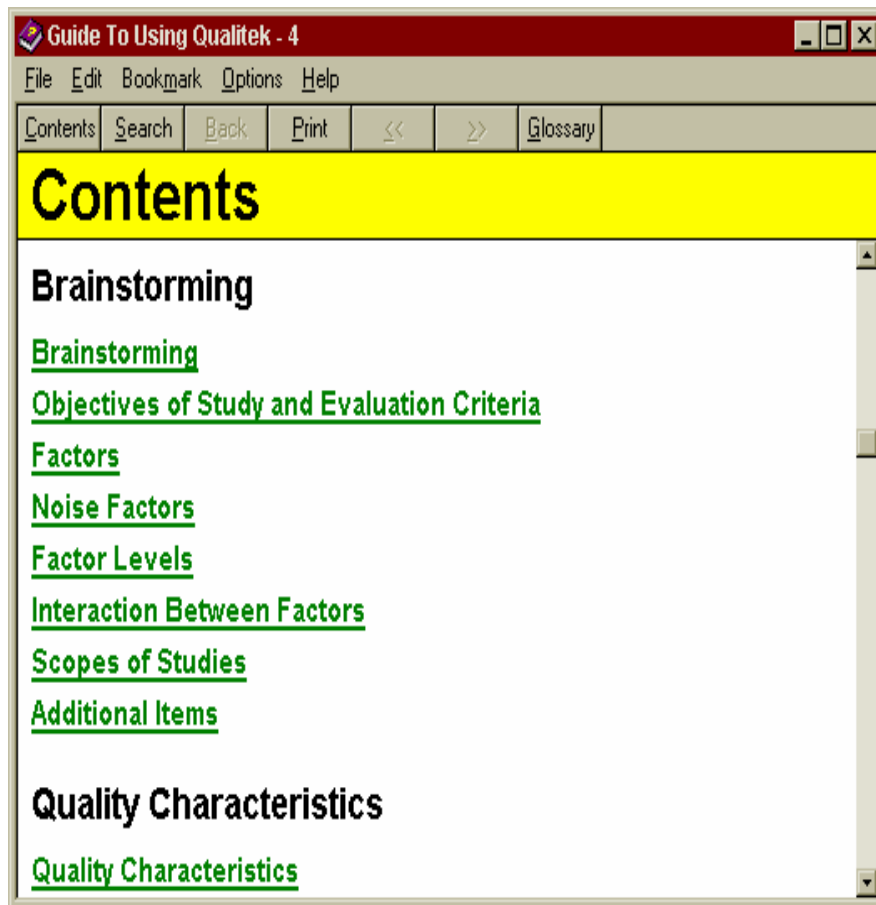 Guide To Using Qualitek - 4
File Edit Bookmark Options Help
Contents Search Back Print << >> Glossary
Contents
Brainstorming
Brainstorming
Objectives of Study and Evaluation Criteria
Factors
Noise Factors
Factor Levels
Interaction Between Factors
Scopes of Studies
Additional Items
Quality Characteristics
Quality Characteristics